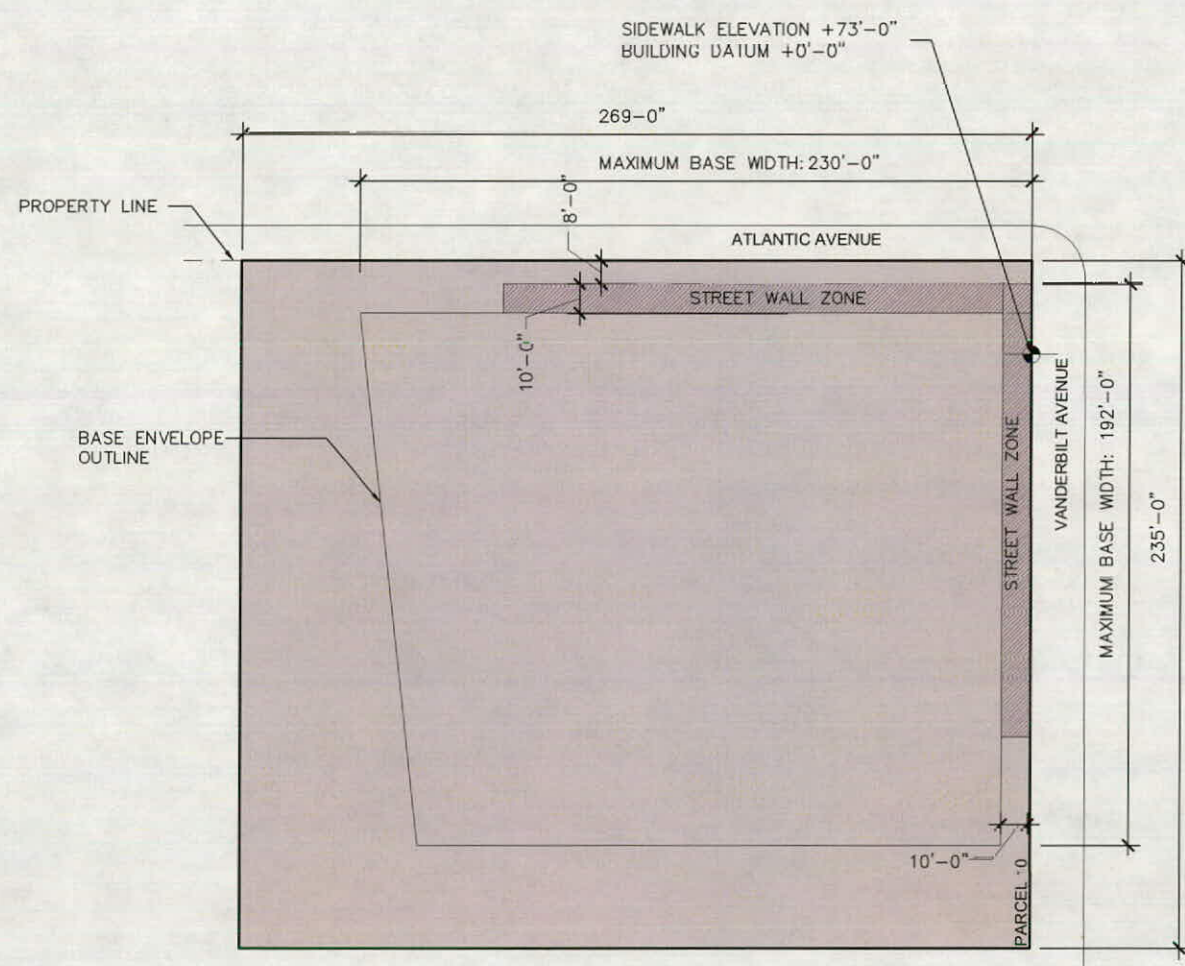 SIDEWALK ELEVATION +73'-0"
BUILDING DATUM +0'-0"
269-0"
MAXIMUM BASE WIDTH: 230'-0"
PROPERTY LINE
8'-0"
ATLANTIC AVENUE
STREET WALL ZONE
10'-0"
BASE ENVELOPE
OUTLINE
STREET WALL ZONE
VANDERBILT AVENUE
MAXIMUM BASE WIDTH: 192'-0"
235'-0"
10'-0"
PARCEL 10